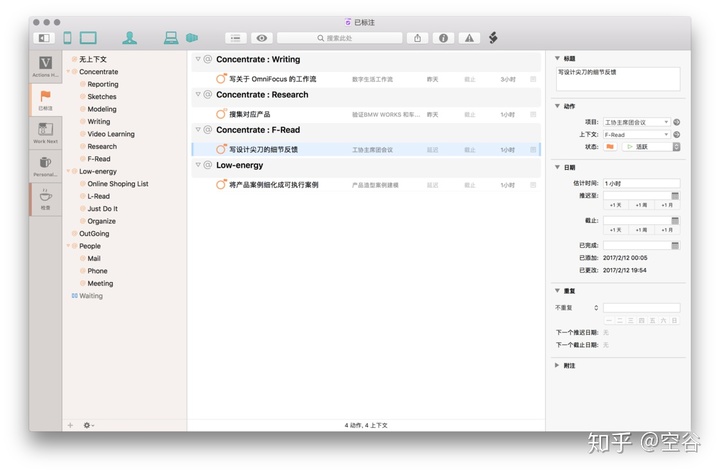 已标注
搜索此处
Actions H...
已标注
Work Next
Personal...
检查
无上下文
Concentrate
Reporting
Sketches
Modeling
Writing
Video Learning
Research
F-Read
Low-energy
Online Shoping List
L-Read
Just Do It
Organize
OutGoing
People
Mail
Phone
Meeting
Waiting
Concentrate : Writing
写关于 OmniFocus 的工作流 数字生活工作流 昨天 截止 3小时
Concentrate : Research
搜集对应产品 验证BMW WORKS 和车... 昨天 截止 1小时
Concentrate : F-Read
写设计尖刀的细节反馈 工协主席团会议 延迟 截止 1小时
Low-energy
将产品案例细化成可执行案例 产品造型案例建模 延迟 截止 1小时
4 动作, 4 上下文
标题
写设计尖刀的细节反馈
动作
项目: 工协主席团会议
上下文: F-Read
状态: 活跃
日期
估计时间: 1 小时
推迟至:
+1 天 +1 周 +1 月
截止:
+1 天 +1 周 +1 月
已完成:
已添加: 2017/2/12 00:05
已更改: 2017/2/12 19:54
重复
不重复
一 二 三 四 五 六 日
下一个推迟日期: 无
下一个截止日期: 无
附注
知乎 @空谷